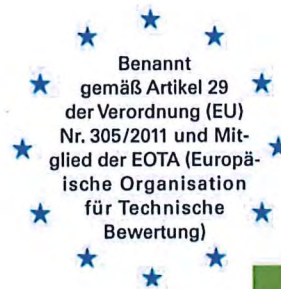 Benannt
gemäß Artikel 29
der Verordnung (EU)
Nr. 305/2011 und Mit-
glied der EOTA (Europä-
ische Organisation
für Technische
Bewertung)